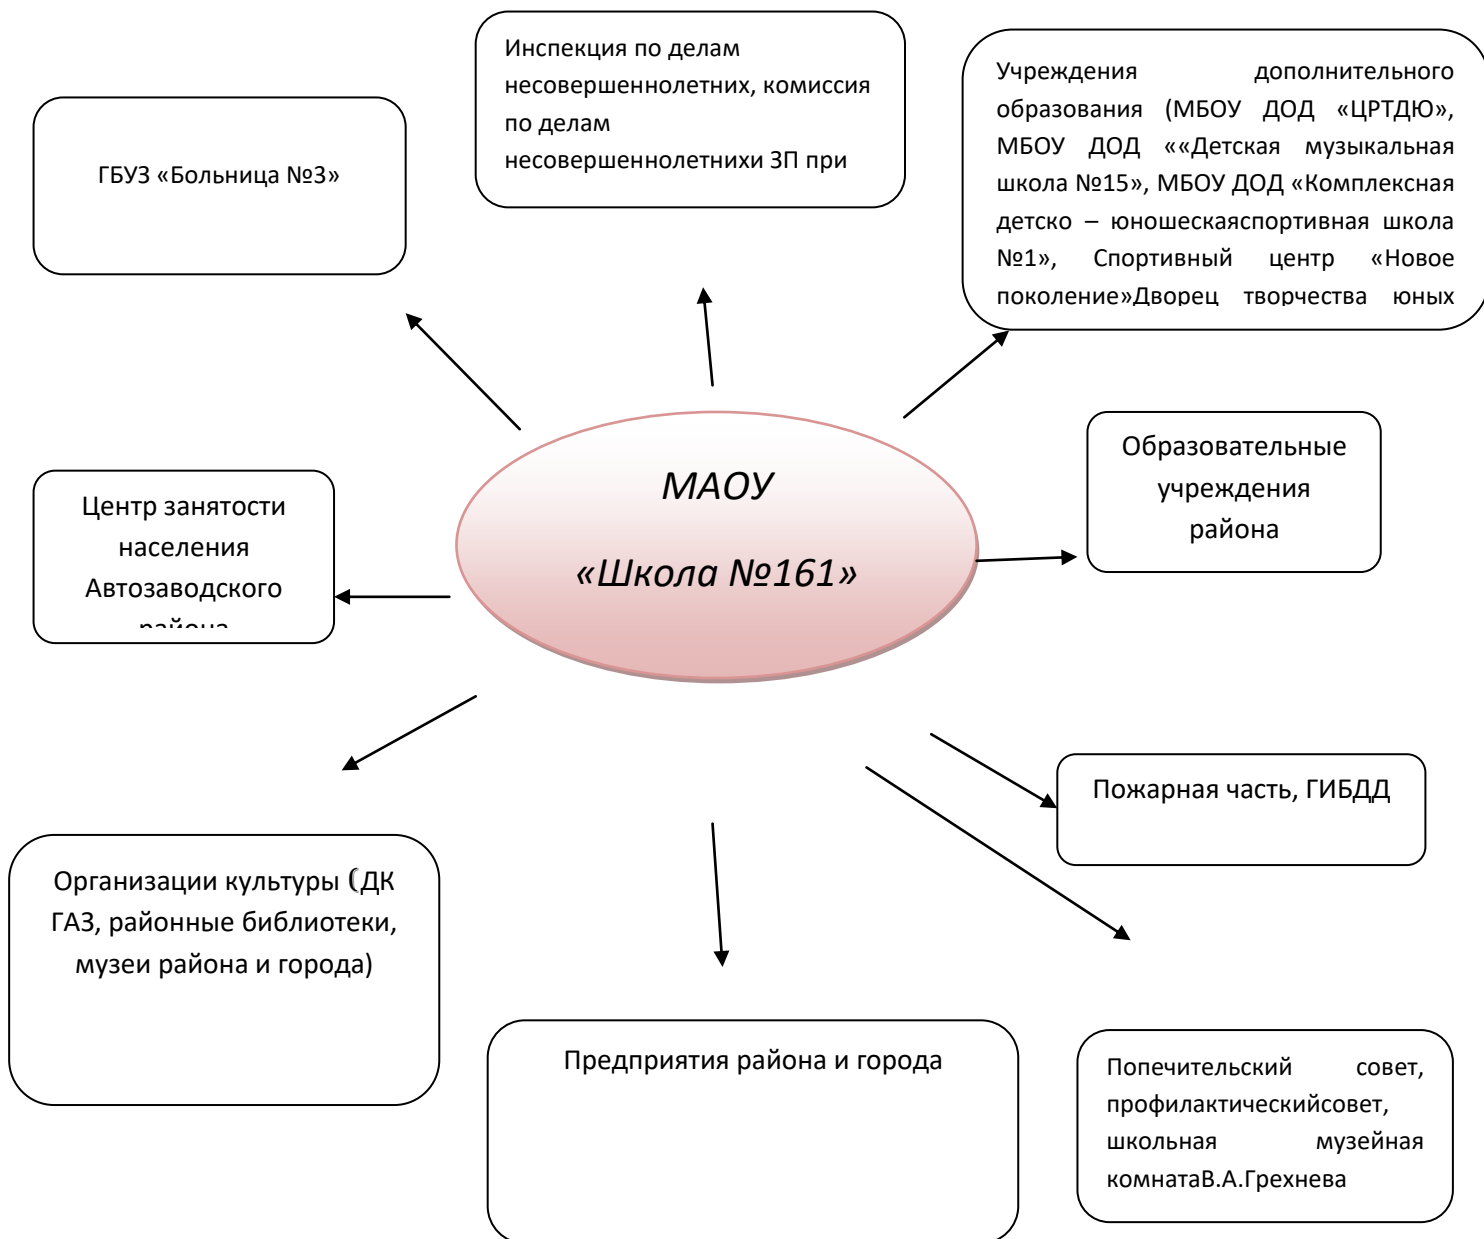 Инспекция по делам
несовершеннолетних, комиссия
по делам
несовершеннолетнихи ЗП при
Учреждения дополнительного
образования (МБОУ ДОД «ЦРТДЮ»,
МБОУ ДОД ««Детская музыкальная
школа №15», МБОУ ДОД «Комплексная
детско – юношескаяспортивная школа
№1», Спортивный центр «Новое
поколение»Дворец творчества юных
ГБУЗ «Больница №3»
МАОУ
«Школа №161»
Образовательные
учреждения
района
Центр занятости
населения
Автозаводского
района
Пожарная часть, ГИБДД
Организации культуры (ДК
ГАЗ, районные библиотеки,
музеи района и города)
Предприятия района и города
Попечительский совет,
профилактическийсовет,
школьная музейная
комнатаВ.А.Грехнева